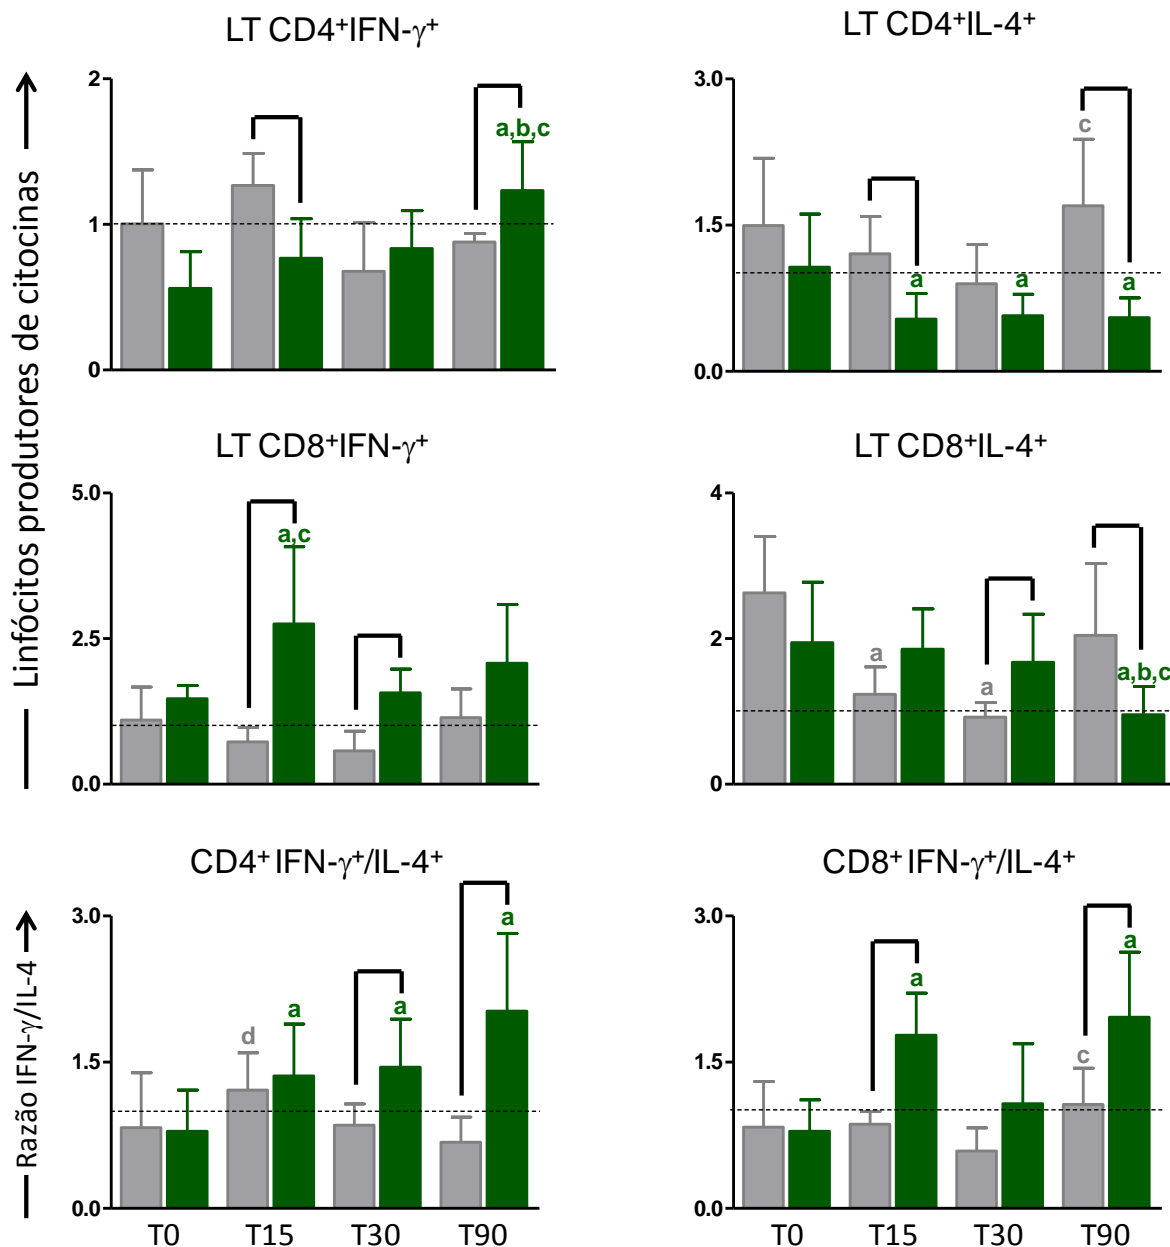 LT CD4⁺IFN-γ⁺
LT CD4⁺IL-4⁺
Linfócitos produtores de citocinas
2
1
0
a,b,c
3.0
1.5
0.0
a
a
c
a
LT CD8⁺IFN-γ⁺
LT CD8⁺IL-4⁺
5.0
2.5
0.0
a,c
4
2
0
a
a
a,b,c
CD4⁺ IFN-γ⁺/IL-4⁺
CD8⁺ IFN-γ⁺/IL-4⁺
Razão IFN-γ/IL-4
3.0
1.5
0.0
d
a
a
a
T0 T15 T30 T90
3.0
1.5
0.0
a
c
a
T0 T15 T30 T90